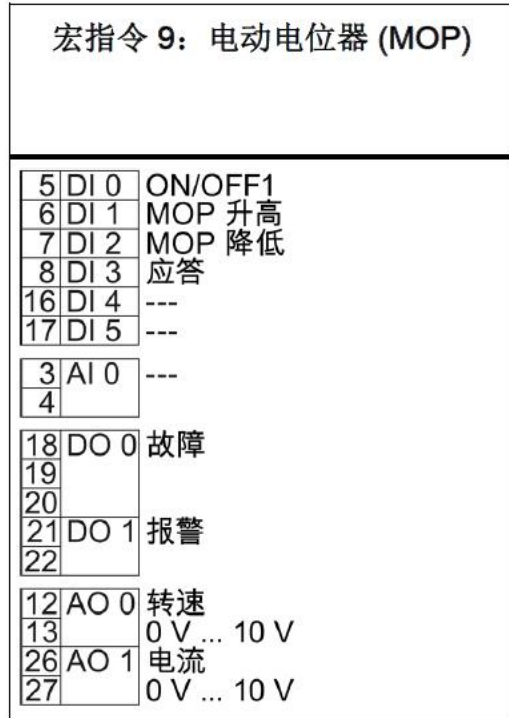 宏指令 9：电动电位器 (MOP)
5 DI 0 ON/OFF1
6 DI 1 MOP 升高
7 DI 2 MOP 降低
8 DI 3 应答
16 DI 4 ---
17 DI 5 ---
3 AI 0 ---
4
18 DO 0 故障
19
20
21 DO 1 报警
22
12 AO 0 转速
13 0 V ... 10 V
26 AO 1 电流
27 0 V ... 10 V